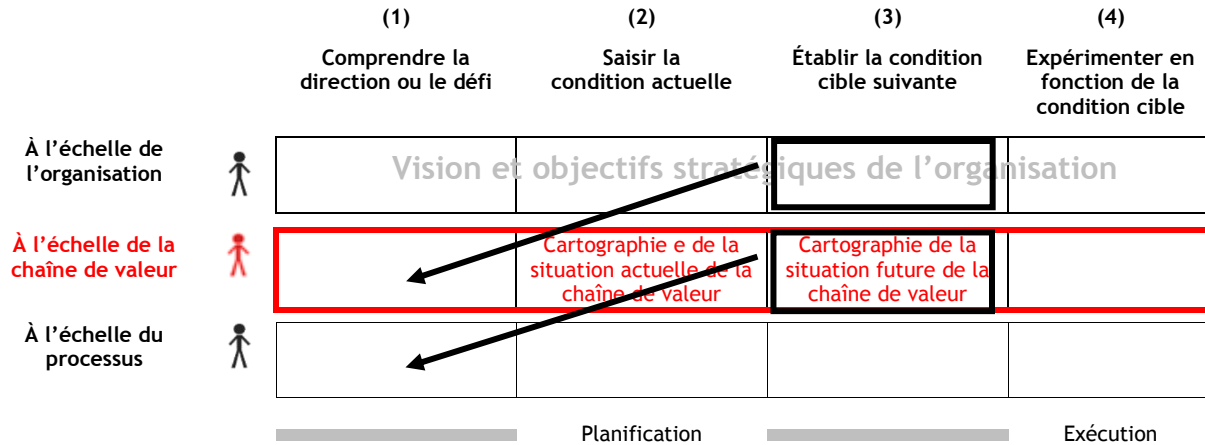 (1)
(2)
(3)
(4)
Comprendre la
direction ou le défi
Saisir la
condition actuelle
Établir la condition
cible suivante
Expérimenter en
fonction de la
condition cible
À l’échelle de
l’organisation
Vision et objectifs stratégiques de l’organisation
À l’échelle de la
chaîne de valeur
Cartographie e de la
situation actuelle de la
chaîne de valeur
Cartographie de la
situation future de la
chaîne de valeur
À l’échelle du
processus
Planification
Exécution